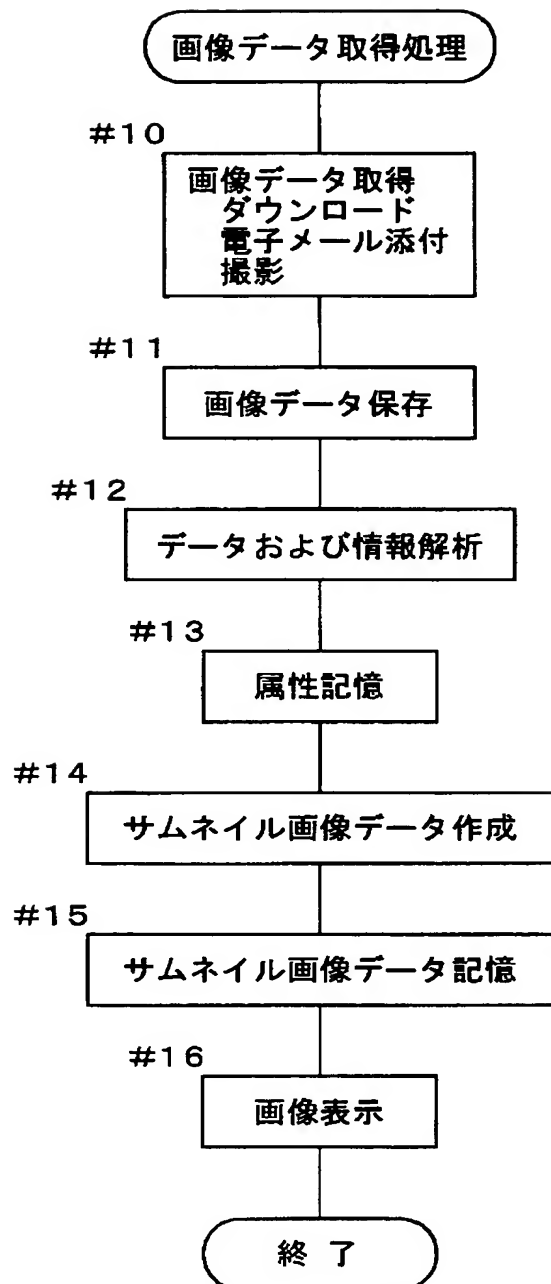 画像データ取得処理
#10
画像データ取得
ダウンロード
電子メール添付
撮影
#11
画像データ保存
#12
データおよび情報解析
#13
属性記憶
#14
サムネイル画像データ作成
#15
サムネイル画像データ記憶
#16
画像表示
終了